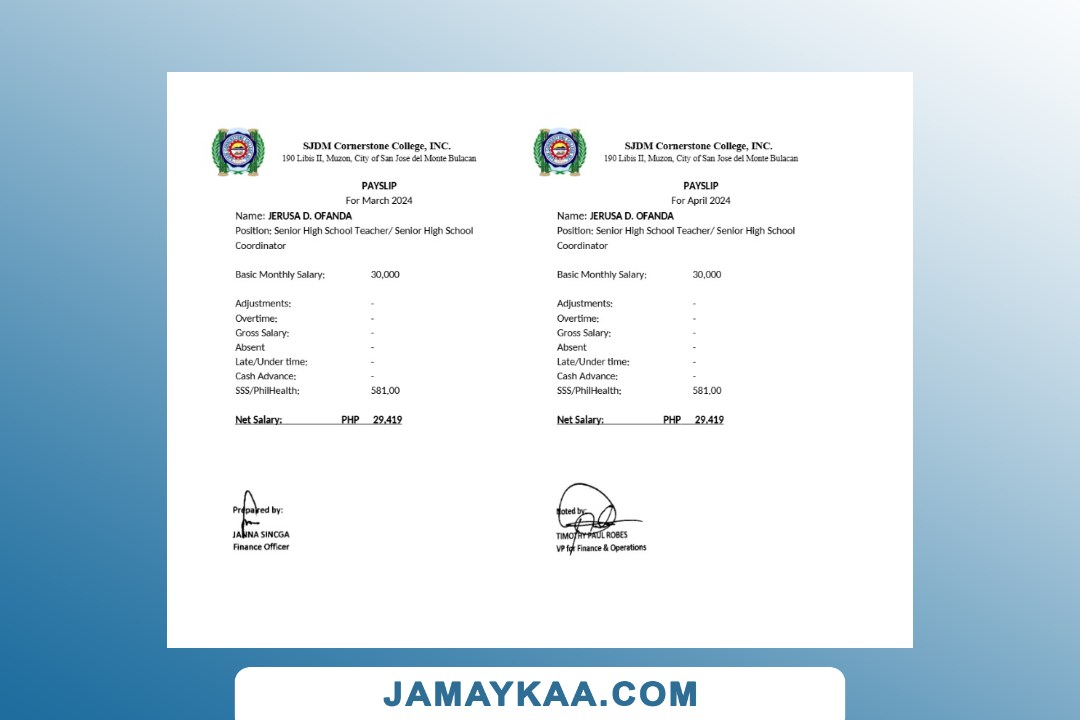 SJDM Cornerstone College, INC.
190 Libis II, Muzon, City of San Jose del Monte Bulacan
PAYSLIP
For March 2024
Name: JERUSA D. OFANDA
Position: Senior High School Teacher/ Senior High School
Coordinator
Basic Monthly Salary: 30,000
Adjustments: -
Overtime: -
Gross Salary: -
Absent -
Late/Under time: -
Cash Advance: -
SSS/PhilHealth: 581.00
Net Salary: PHP 29,419
Prepared by:
JANNA SINCGA
Finance Officer
SJDM Cornerstone College, INC.
190 Libis II, Muzon, City of San Jose del Monte Bulacan
PAYSLIP
For April 2024
Name: JERUSA D. OFANDA
Position: Senior High School Teacher/ Senior High School
Coordinator
Basic Monthly Salary: 30,000
Adjustments: -
Overtime: -
Gross Salary: -
Absent -
Late/Under time: -
Cash Advance: -
SSS/PhilHealth: 581.00
Net Salary: PHP 29,419
Noted by:
TIMOTHY PAUL ROBES
VP for Finance & Operations
JAMAYKAA.COM